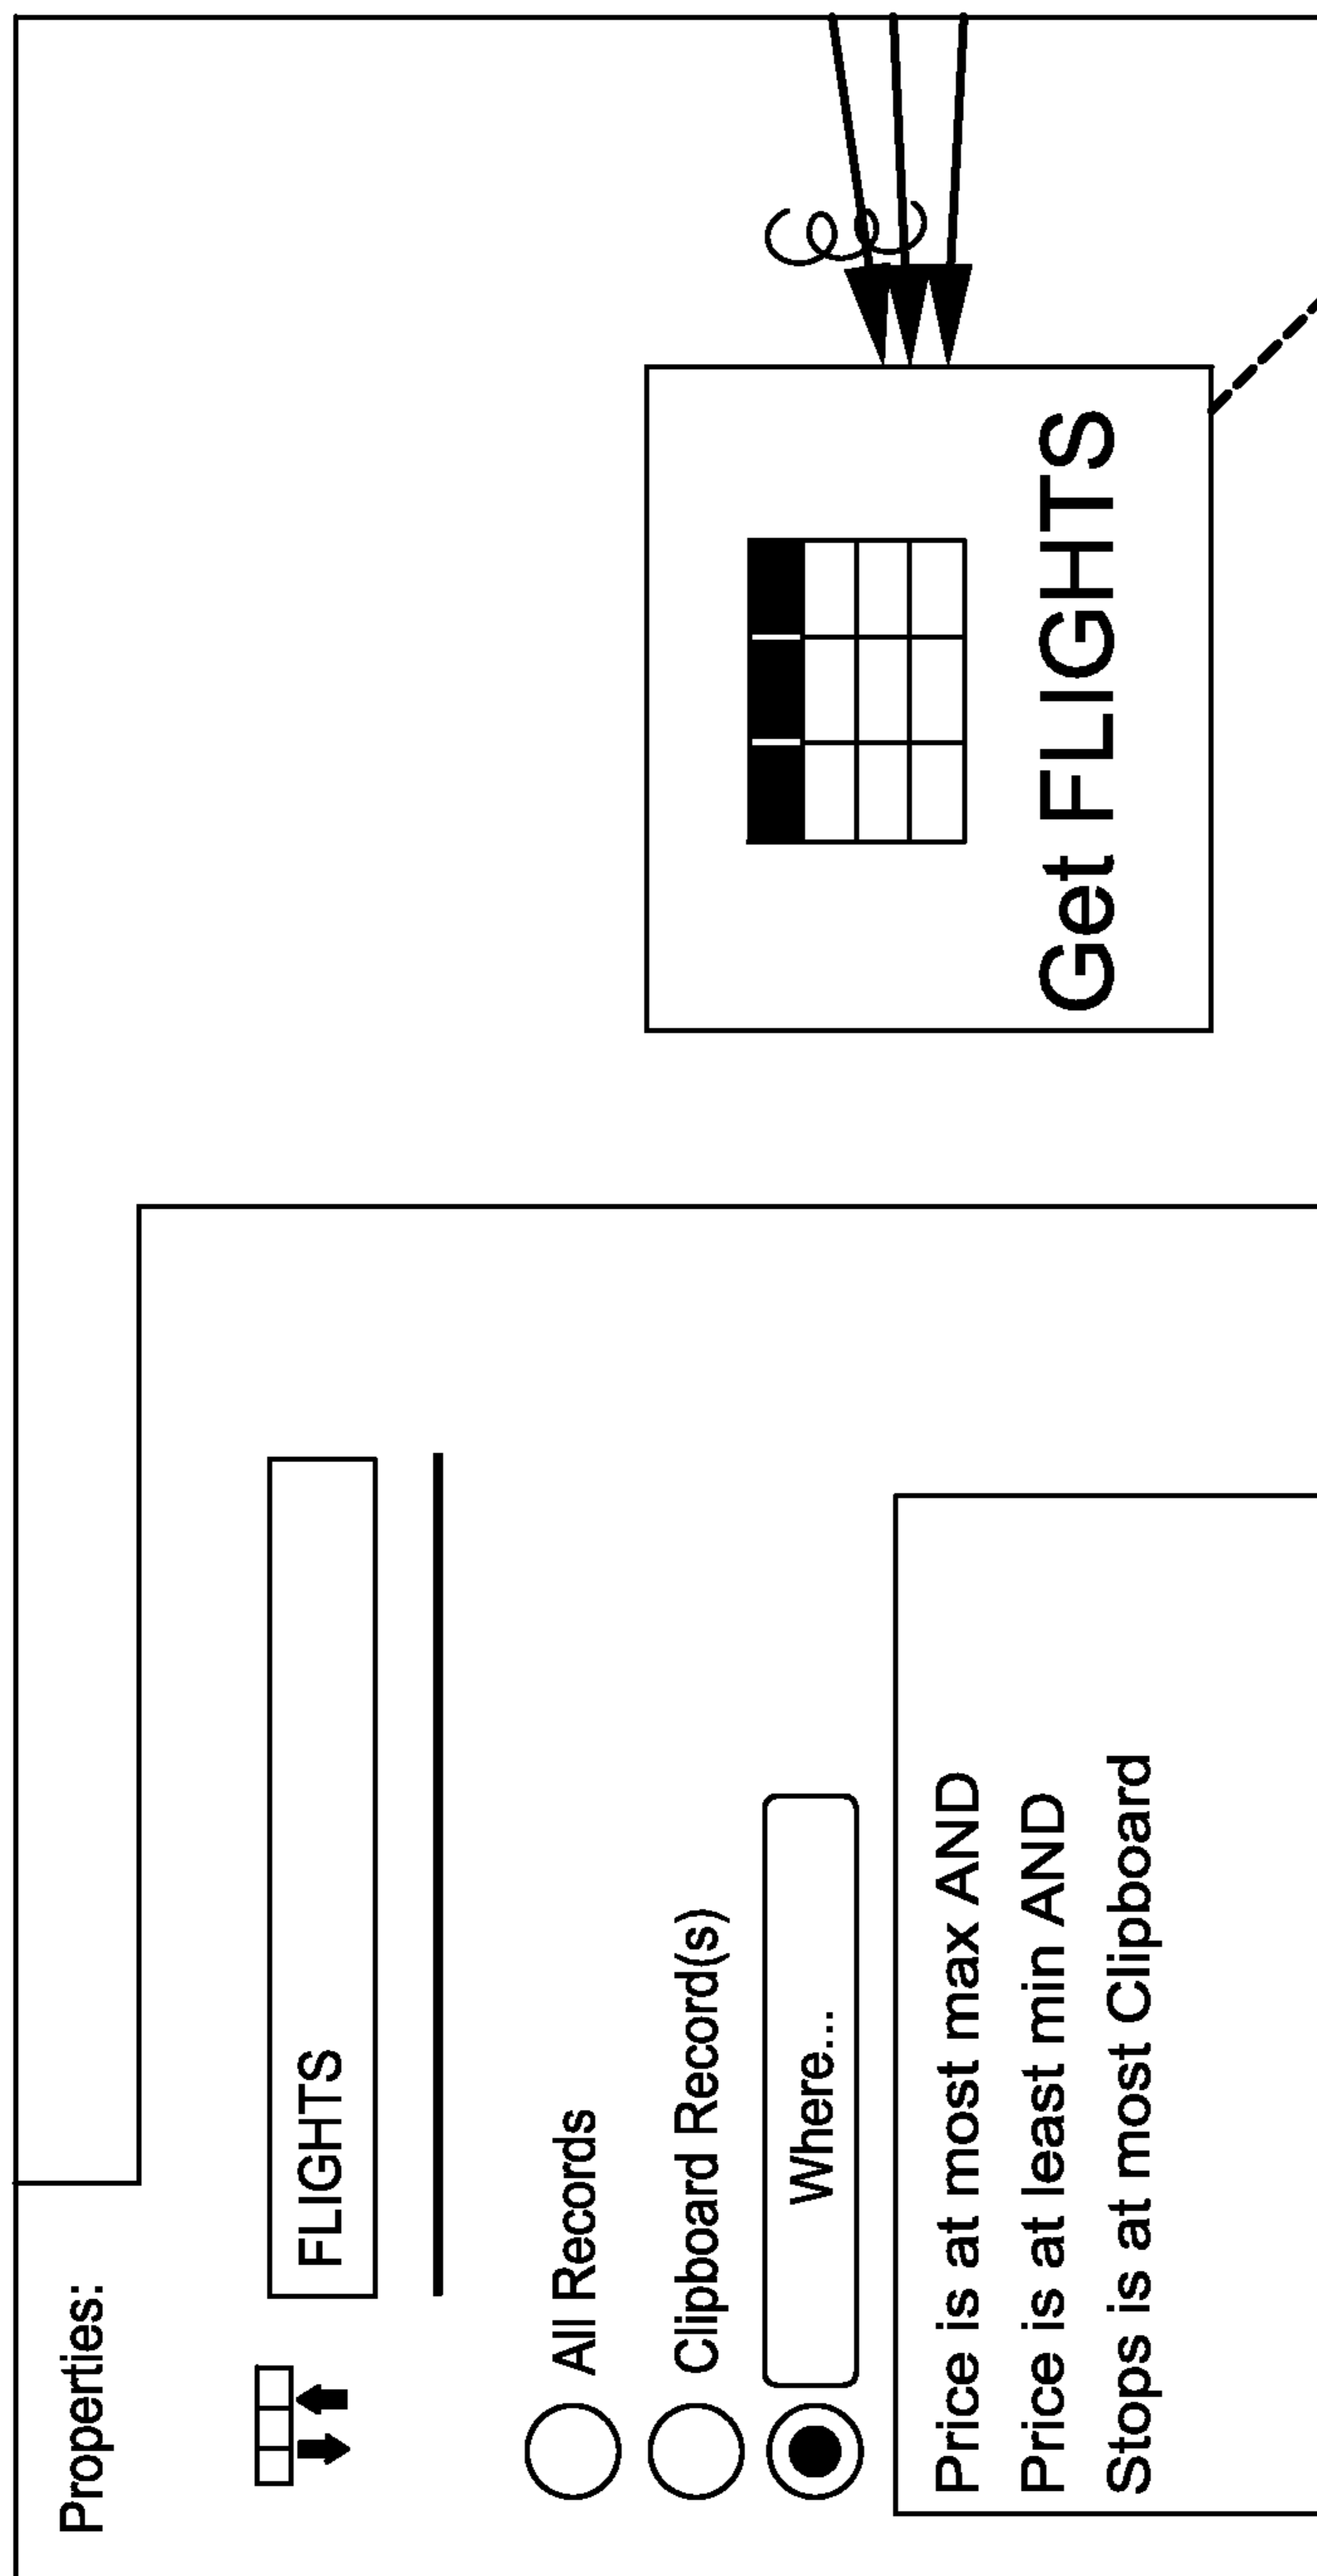 Properties:
FLIGHTS
All Records
Clipboard Record(s)
Where...
Price is at most max AND
Price is at least min AND
Stops is at most Clipboard
Get FLIGHTS